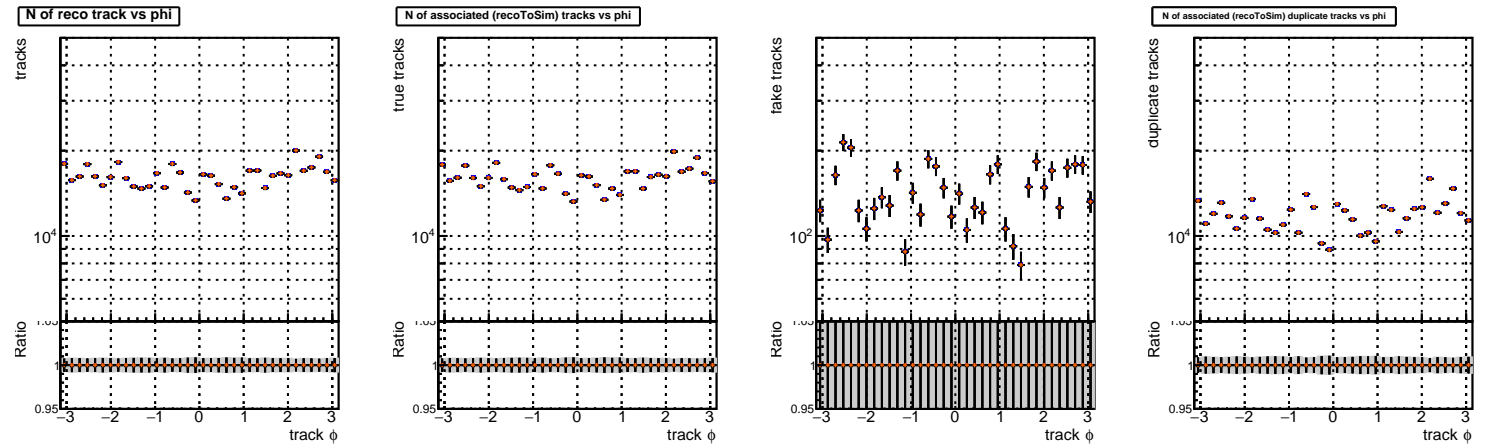 N of reco track vs phi
tracks
10⁴
Ratio
1
0.95
−3 −2 −1 0 1 2 3
track ϕ
N of associated (recoToSim) tracks vs phi
true tracks
10⁴
Ratio
1
0.95
−3 −2 −1 0 1 2 3
track ϕ
fake tracks
10²
Ratio
1
0.95
−3 −2 −1 0 1 2 3
track ϕ
N of associated (recoToSim) duplicate tracks vs phi
duplicate tracks
10⁴
Ratio
1
0.95
−3 −2 −1 0 1 2 3
track ϕ